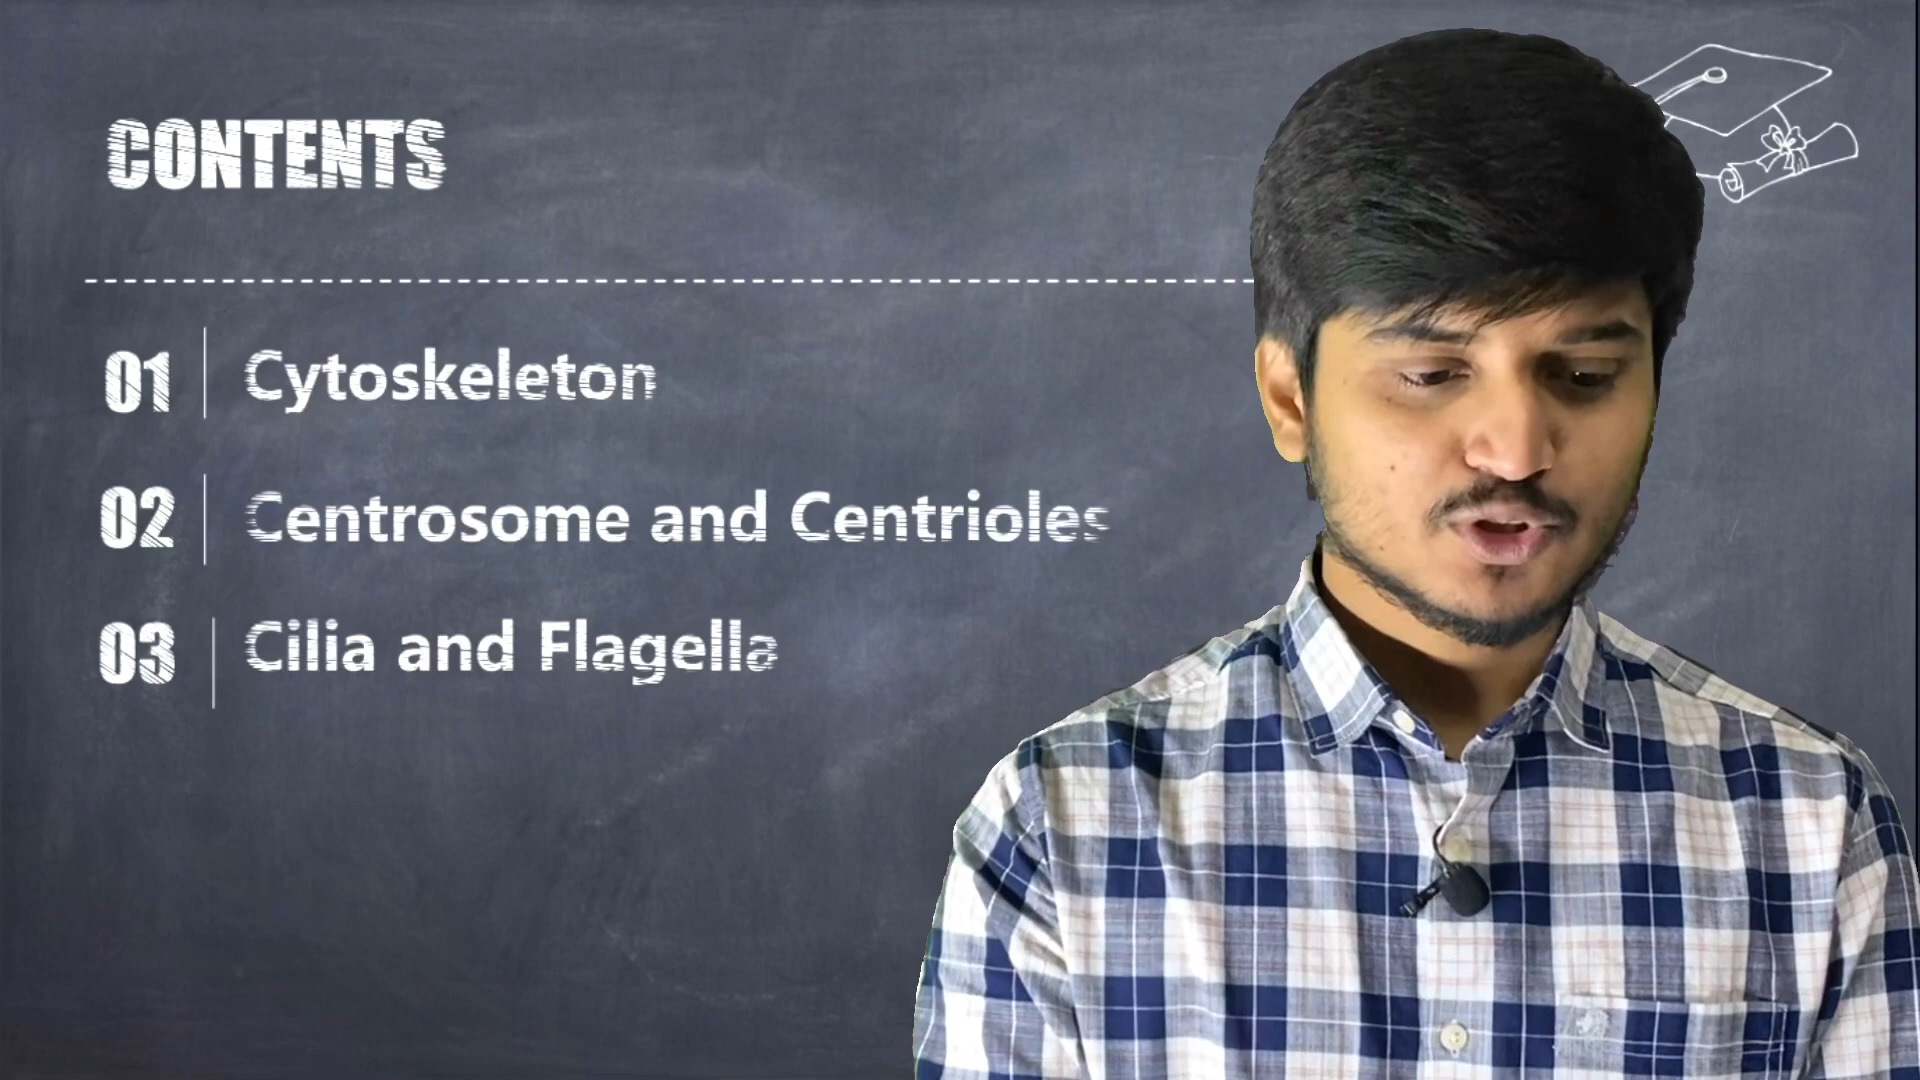 CONTENTS
01 Cytoskeleton
02 Centrosome and Centrioles
03 Cilia and Flagella